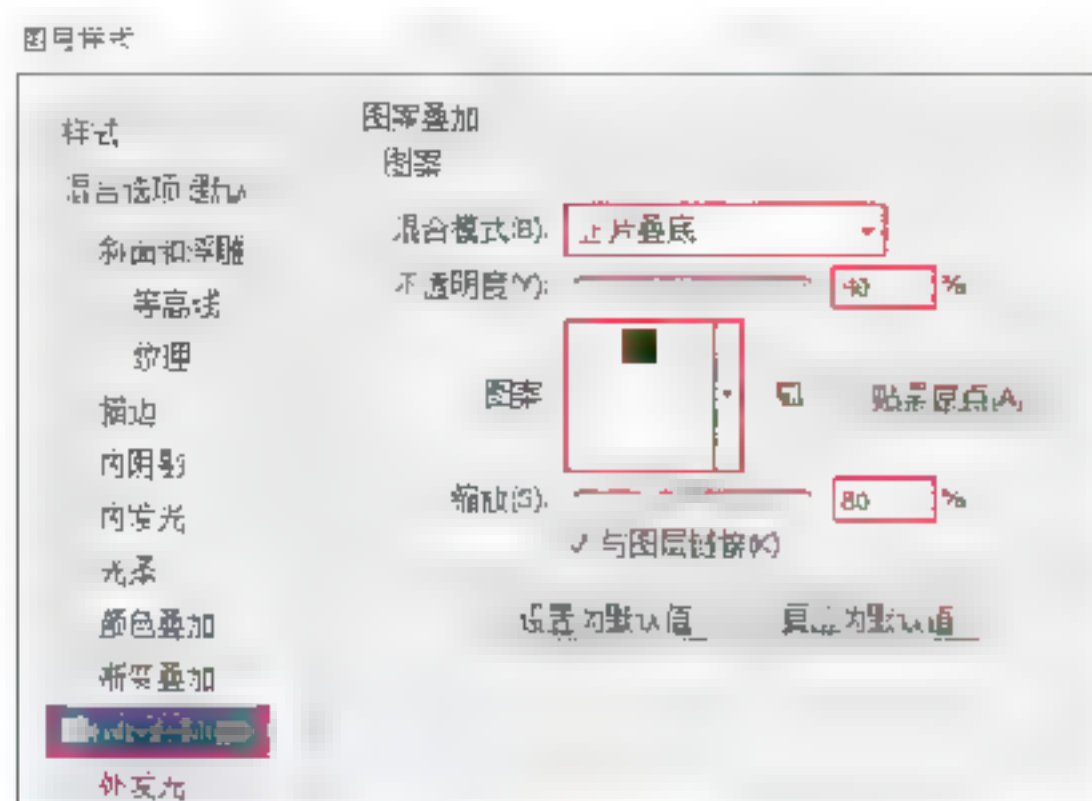 图层样式
样式
混合选项:默认
斜面和浮雕
等高线
纹理
描边
内阴影
内发光
光泽
颜色叠加
渐变叠加
外发光
图案叠加
图案
混合模式(B):
正片叠底
不透明度(Y):
40 %
图案
贴紧原点(A)
缩放(S):
80 %
✓ 与图层链接(K)
设置为默认值
复位为默认值